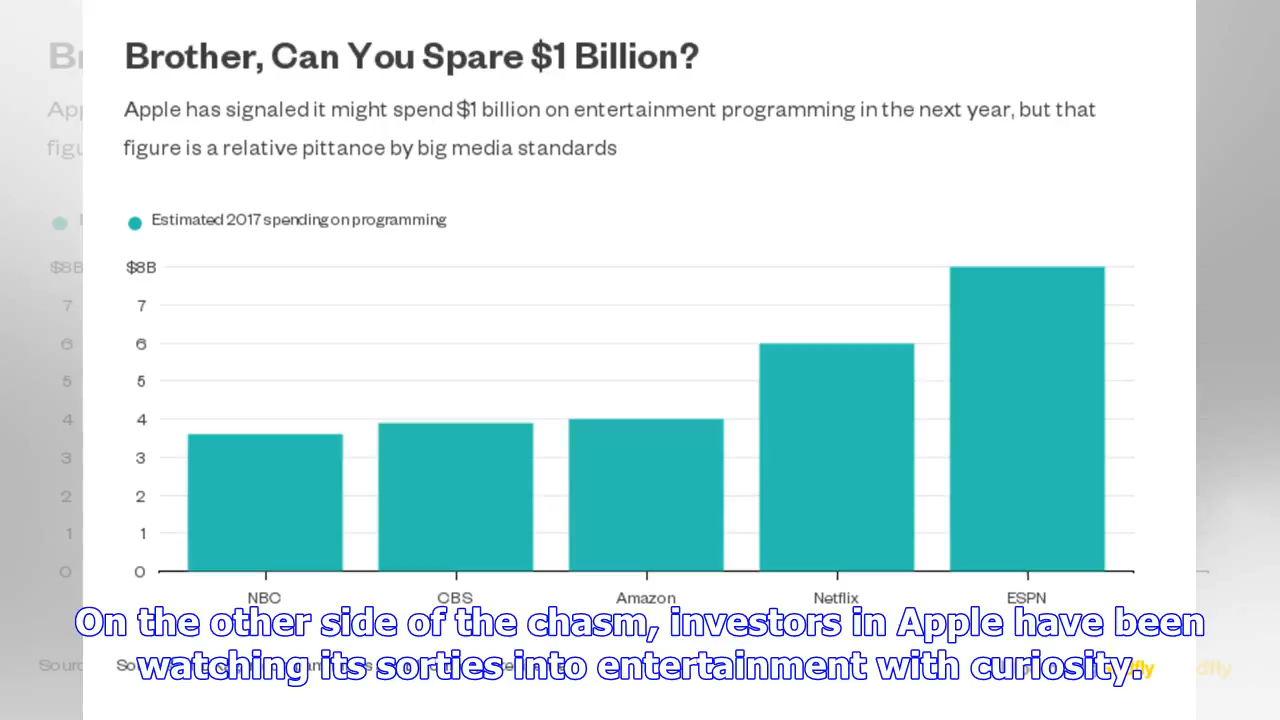 Brother, Can You Spare $1 Billion?
Apple has signaled it might spend $1 billion on entertainment programming in the next year, but that
figure is a relative pittance by big media standards
Estimated 2017 spending on programming
$8B
7
6
5
4
3
2
1
0
NBC CBS Amazon Netflix ESPN
On the other side of the chasm, investors in Apple have been
watching its sorties into entertainment with curiosity.